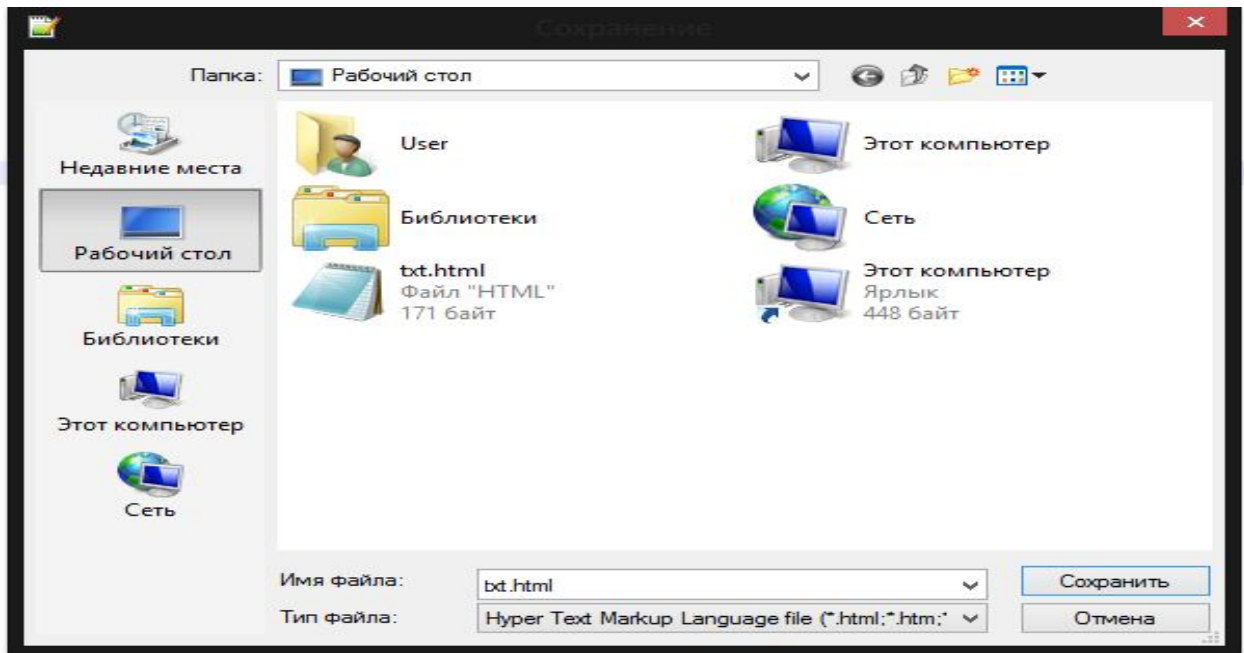 Сохранение
Папка:
Рабочий стол
Недавние места
Рабочий стол
Библиотеки
Этот компьютер
Сеть
User
Этот компьютер
Библиотеки
Сеть
txt.html
Файл "HTML"
171 байт
Этот компьютер
Ярлык
448 байт
Имя файла:
txt.html
Сохранить
Тип файла:
Hyper Text Markup Language file (*.html;*.htm;*
Отмена